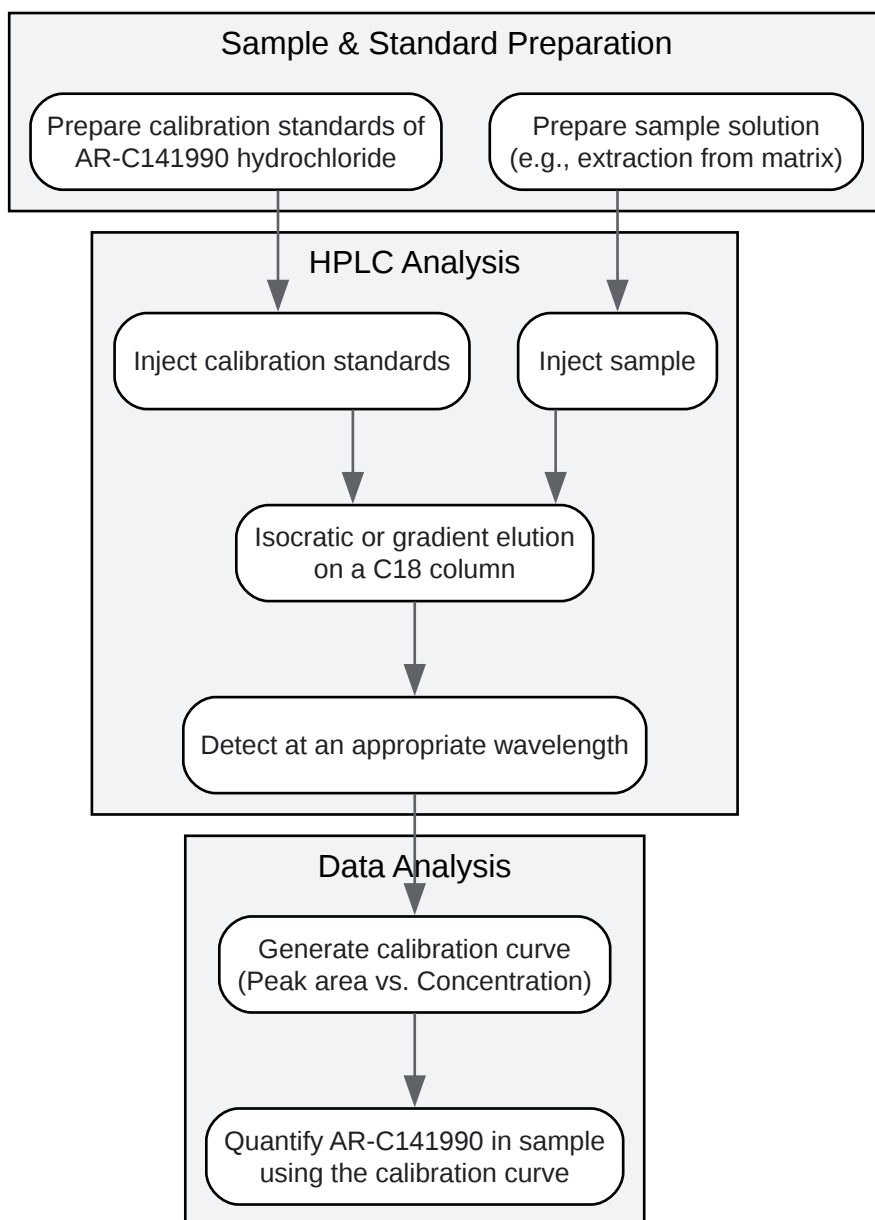 Sample & Standard Preparation
Prepare calibration standards of
AR-C141990 hydrochloride
Prepare sample solution
(e.g., extraction from matrix)
HPLC Analysis
Inject calibration standards
Inject sample
Isocratic or gradient elution
on a C18 column
Detect at an appropriate wavelength
Data Analysis
Generate calibration curve
(Peak area vs. Concentration)
Quantify AR-C141990 in sample
using the calibration curve